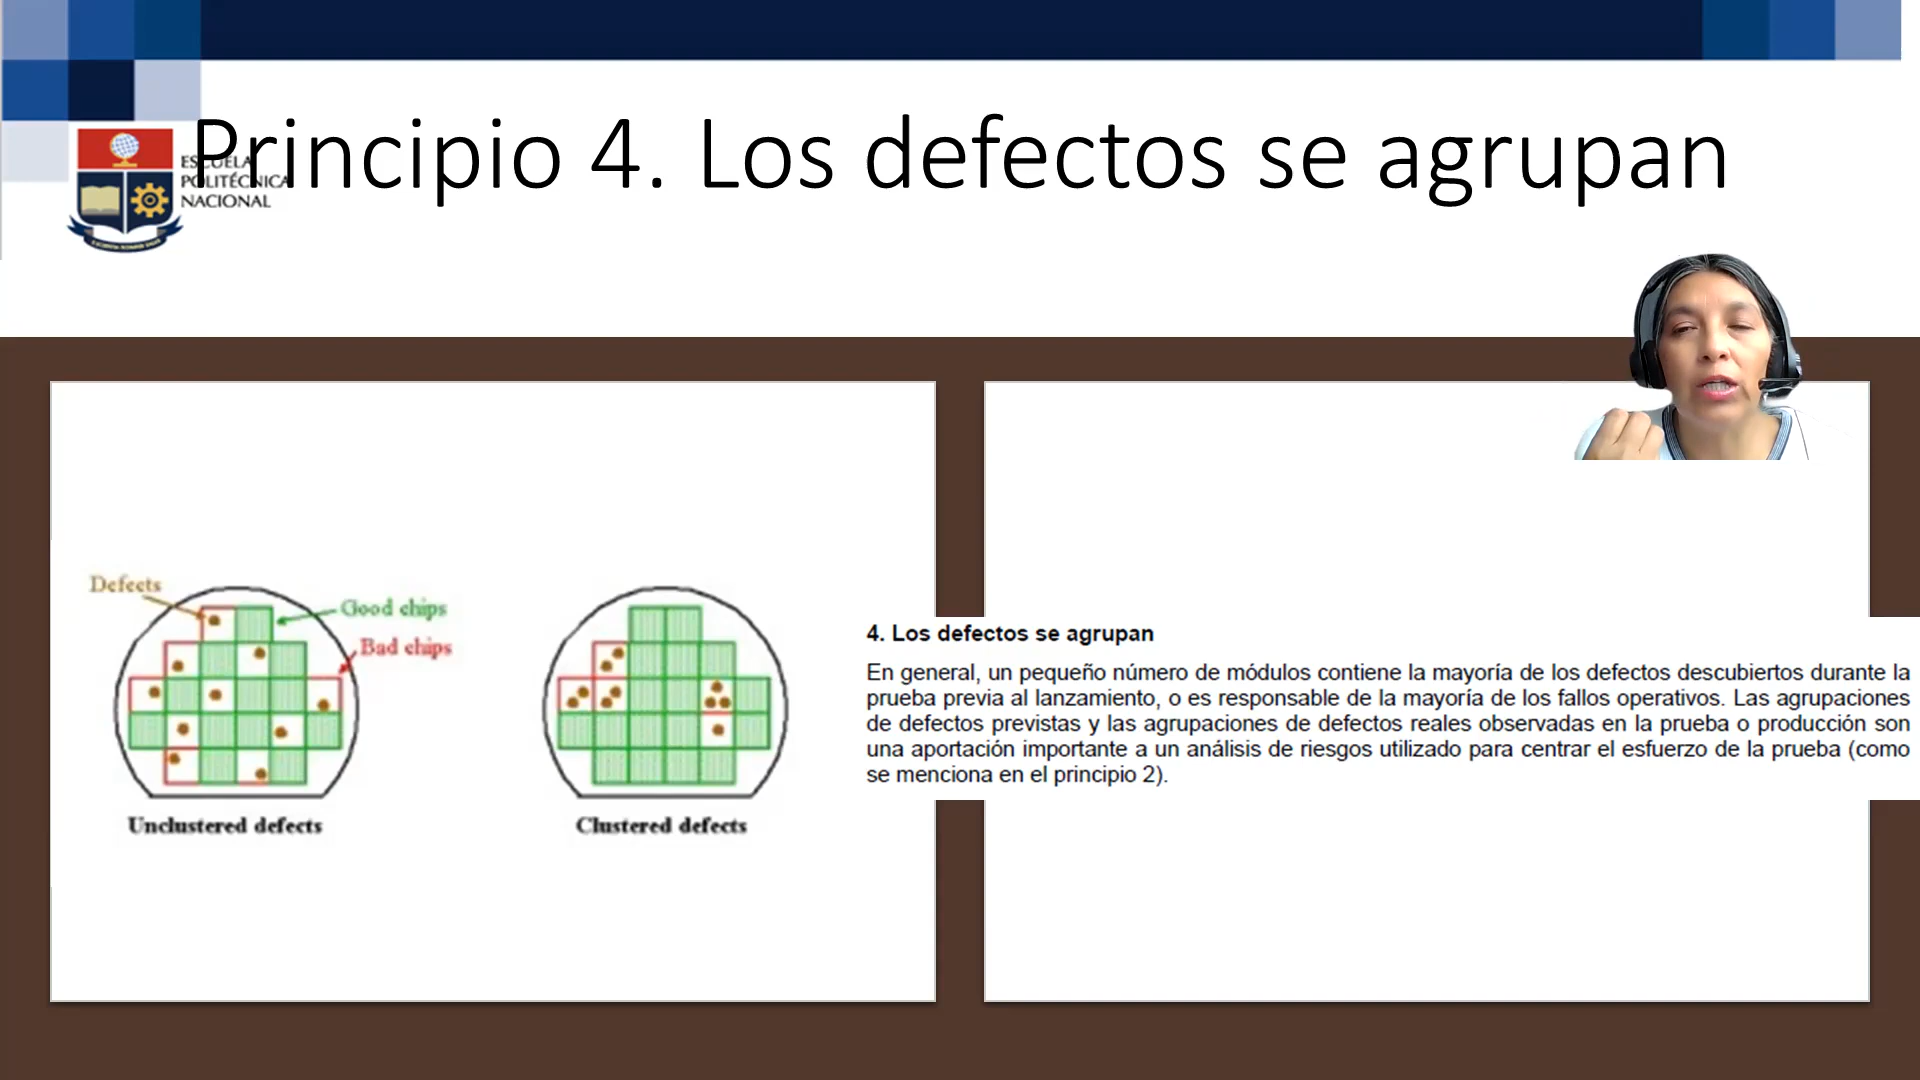 Principio 4. Los defectos se agrupan
ESCUELA
POLITÉCNICA
NACIONAL
Defects
Good chips
Bad chips
Unclustered defects
Clustered defects
4. Los defectos se agrupan
En general, un pequeño número de módulos contiene la mayoría de los defectos descubiertos durante la
prueba previa al lanzamiento, o es responsable de la mayoría de los fallos operativos. Las agrupaciones
de defectos previstas y las agrupaciones de defectos reales observadas en la prueba o producción son
una aportación importante a un análisis de riesgos utilizado para centrar el esfuerzo de la prueba (como
se menciona en el principio 2).